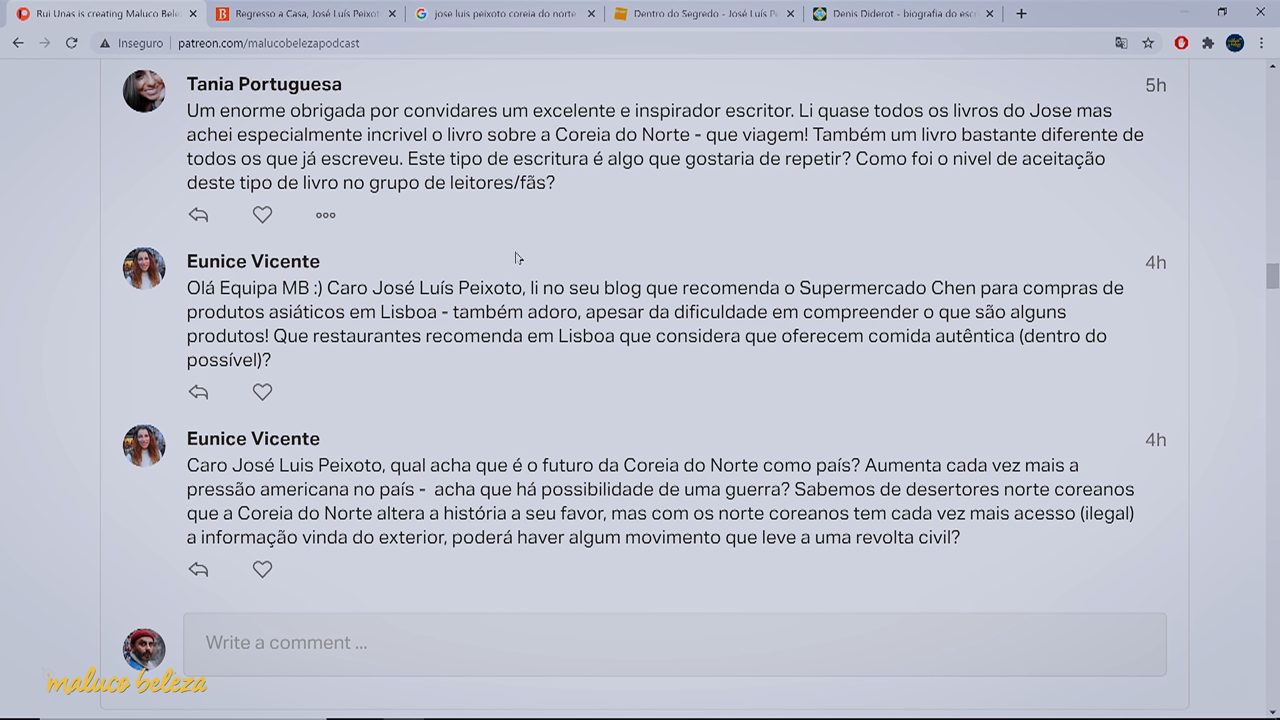 Rui Unas is creating Maluco Bele
Regresso a Casa, José Luís Peixot
jose luis peixoto coreia do norte
Dentro do Segredo - José Luís P
Denis Diderot - biografia do escr
Inseguro
patreon.com/malucobelezapodcast
Tania Portuguesa
5h
Um enorme obrigada por convidares um excelente e inspirador escritor. Li quase todos os livros do Jose mas
achei especialmente incrivel o livro sobre a Coreia do Norte - que viagem! Também um livro bastante diferente de
todos os que já escreveu. Este tipo de escritura é algo que gostaria de repetir? Como foi o nivel de aceitação
deste tipo de livro no grupo de leitores/fãs?
Eunice Vicente
4h
Olá Equipa MB :) Caro José Luís Peixoto, li no seu blog que recomenda o Supermercado Chen para compras de
produtos asiáticos em Lisboa - também adoro, apesar da dificuldade em compreender o que são alguns
produtos! Que restaurantes recomenda em Lisboa que considera que oferecem comida autêntica (dentro do
possível)?
Eunice Vicente
4h
Caro José Luis Peixoto, qual acha que é o futuro da Coreia do Norte como país? Aumenta cada vez mais a
pressão americana no país - acha que há possibilidade de uma guerra? Sabemos de desertores norte coreanos
que a Coreia do Norte altera a história a seu favor, mas com os norte coreanos tem cada vez mais acesso (ilegal)
a informação vinda do exterior, poderá haver algum movimento que leve a uma revolta civil?
Write a comment ...
maluco beleza